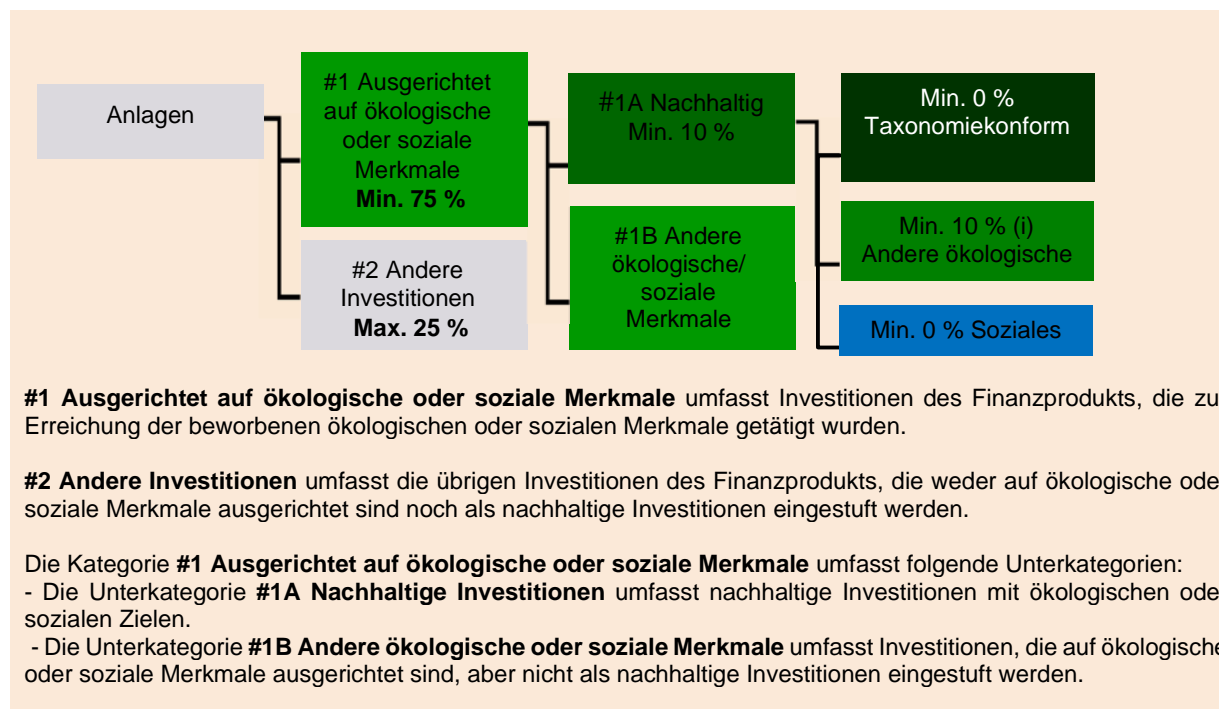 Anlagen
#1 Ausgerichtet
auf ökologische
oder soziale
Merkmale
Min. 75 %
#2 Andere
Investitionen
Max. 25 %
#1A Nachhaltig
Min. 10 %
#1B Andere
ökologische/
soziale
Merkmale
Min. 0 %
Taxonomiekonform
Min. 10 % (i)
Andere ökologische
Min. 0 % Soziales
#1 Ausgerichtet auf ökologische oder soziale Merkmale umfasst Investitionen des Finanzprodukts, die zu
Erreichung der beworbenen ökologischen oder sozialen Merkmale getätigt wurden.
#2 Andere Investitionen umfasst die übrigen Investitionen des Finanzprodukts, die weder auf ökologische ode
soziale Merkmale ausgerichtet sind noch als nachhaltige Investitionen eingestuft werden.
Die Kategorie #1 Ausgerichtet auf ökologische oder soziale Merkmale umfasst folgende Unterkategorien:
- Die Unterkategorie #1A Nachhaltige Investitionen umfasst nachhaltige Investitionen mit ökologischen ode
sozialen Zielen.
- Die Unterkategorie #1B Andere ökologische oder soziale Merkmale umfasst Investitionen, die auf ökologische
oder soziale Merkmale ausgerichtet sind, aber nicht als nachhaltige Investitionen eingestuft werden.